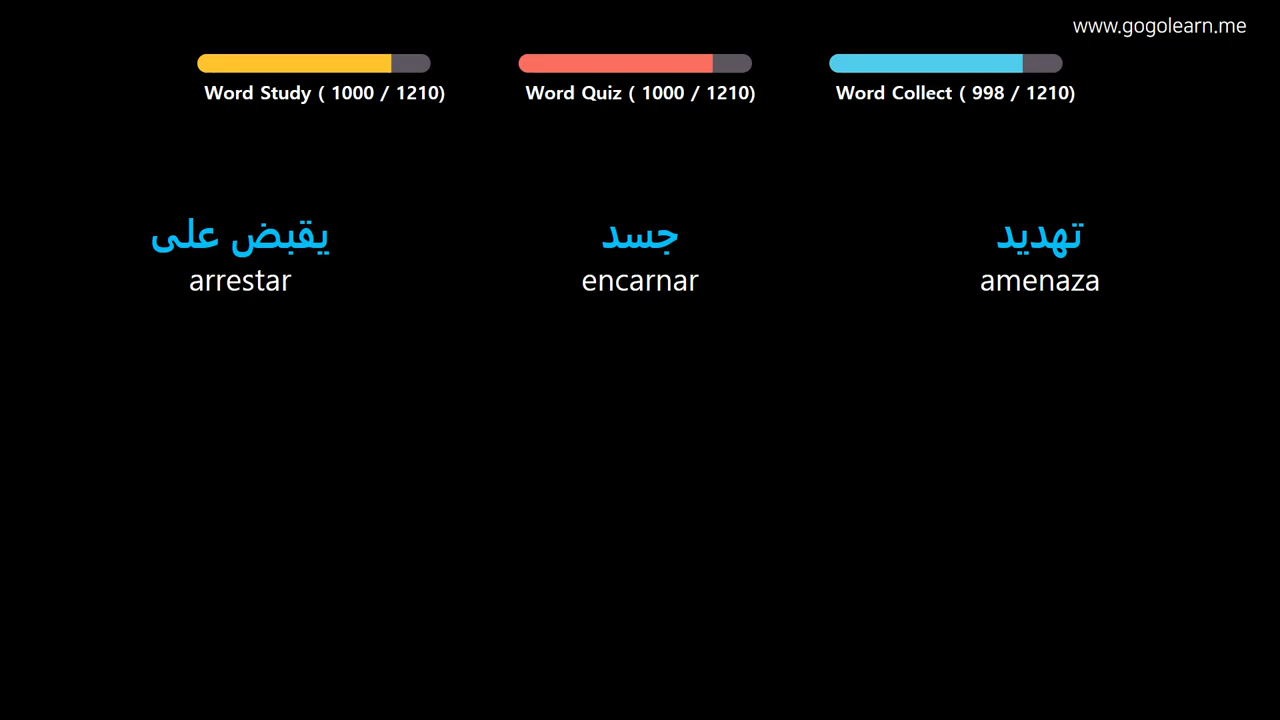 www.gogolearn.me
Word Study ( 1000 / 1210)
Word Quiz ( 1000 / 1210)
Word Collect ( 998 / 1210)
يقبض على
arrestar
جسد
encarnar
تهديد
amenaza